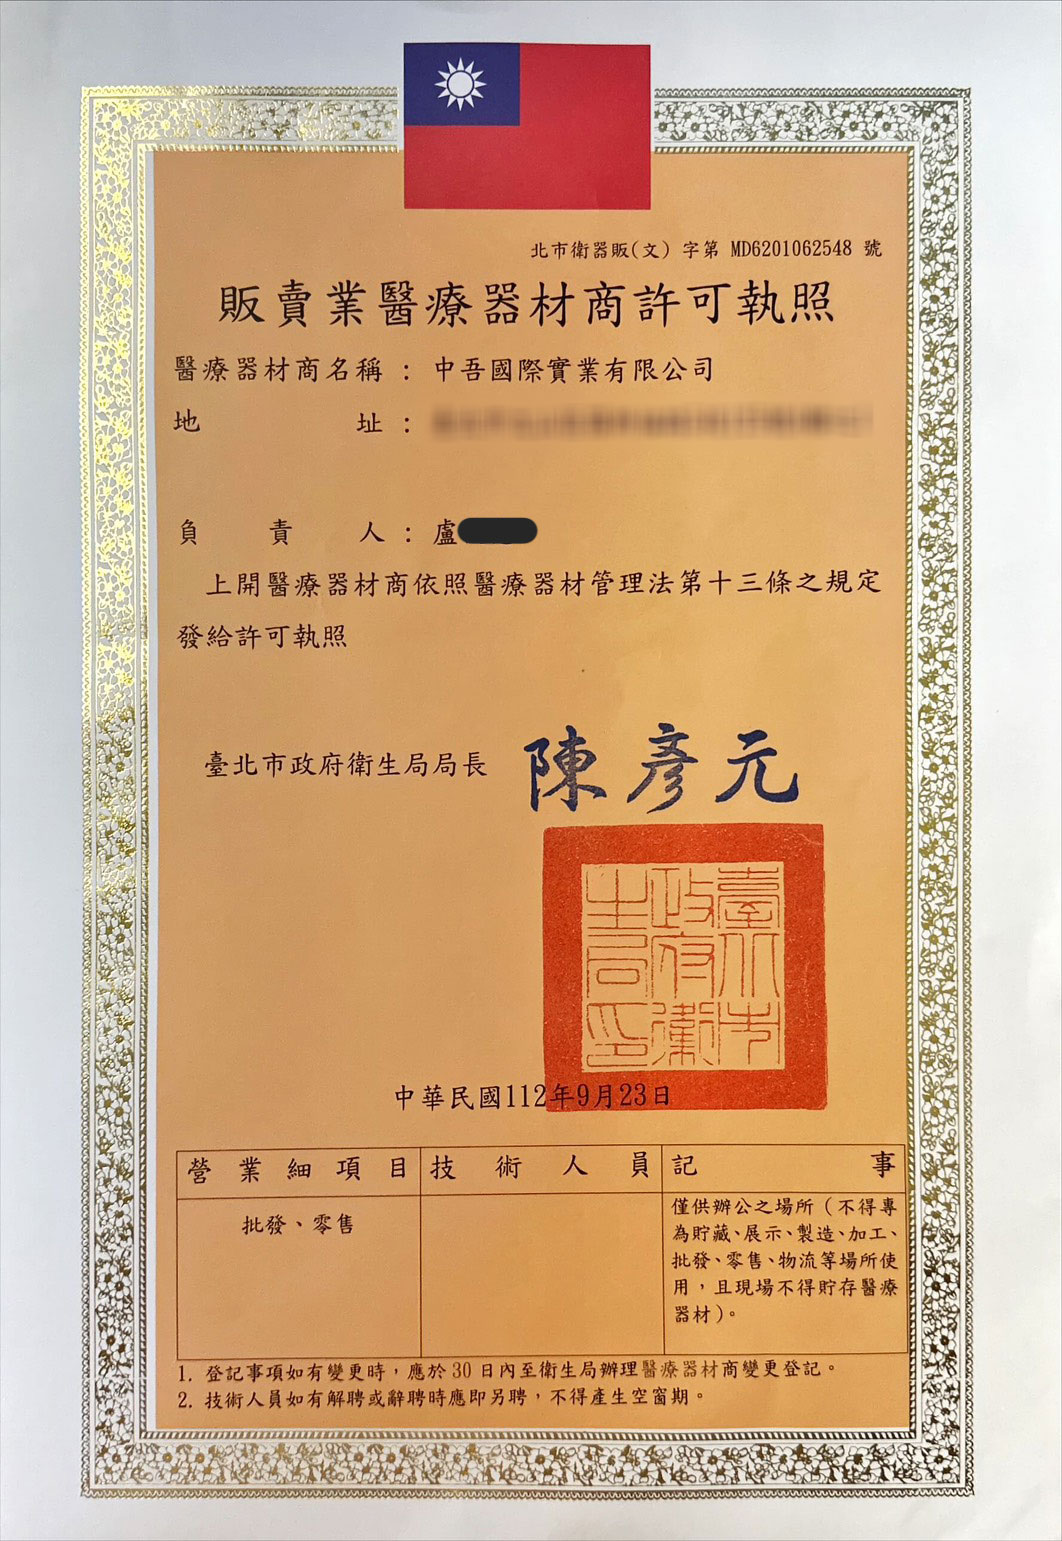 北市衛器販(文) 字第 MD6201062548 號
販賣業醫療器材商許可執照
醫療器材商名稱：中吾國際實業有限公司
地址：
負責人：盧
上開醫療器材商依照醫療器材管理法第十三條之規定
發給許可執照
臺北市政府衛生局局長 陳彥元
臺北市
政府衛
生局印
中華民國112年9月23日
營業細項目 技術人員 記事
批發、零售
僅供辦公之場所（不得專
為貯藏、展示、製造、加工、
批發、零售、物流等場所使
用，且現場不得貯存醫療
器材）。
1. 登記事項如有變更時，應於30日內至衛生局辦理醫療器材商變更登記。
2. 技術人員如有解聘或辭聘時應即另聘，不得產生空窗期。